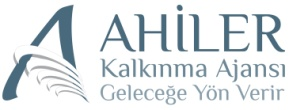 AHİLER
Kalkınma Ajansı
Geleceğe Yön Verir